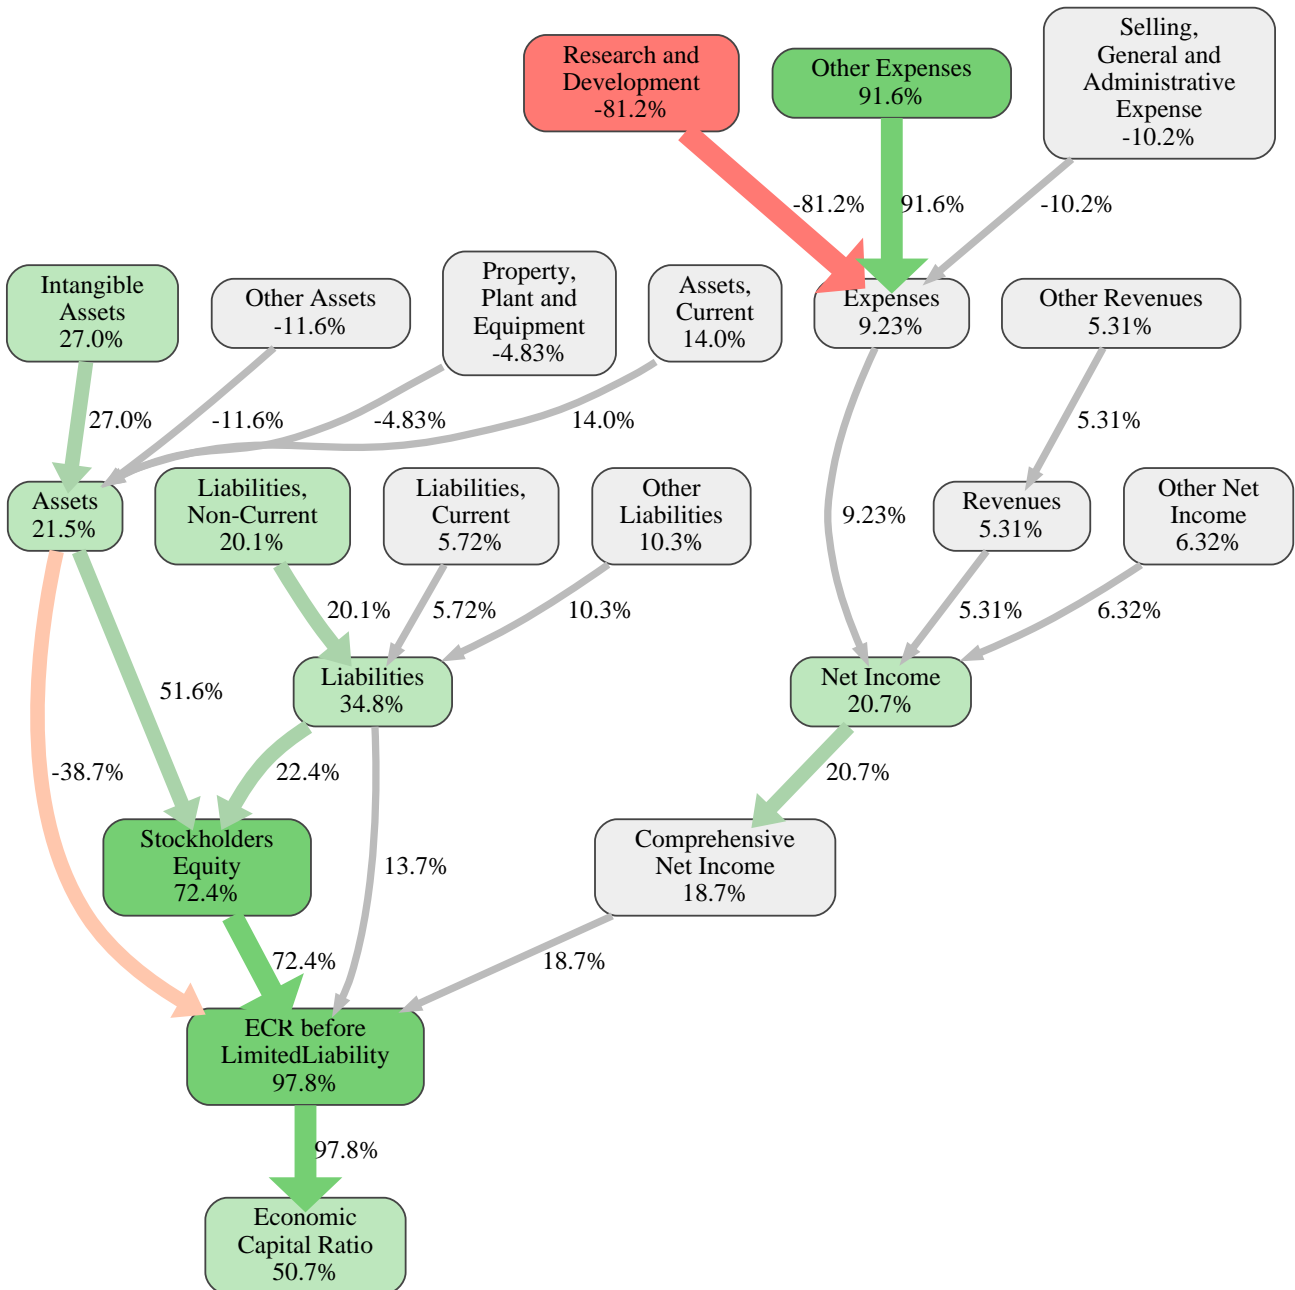 Research and
Development
-81.2%
Other Expenses
91.6%
Selling,
General and
Administrative
Expense
-10.2%
-81.2%
91.6%
-10.2%
Intangible
Assets
27.0%
Other Assets
-11.6%
Property,
Plant and
Equipment
-4.83%
Assets,
Current
14.0%
Expenses
9.23%
Other Revenues
5.31%
27.0%
-11.6%
-4.83%
14.0%
5.31%
Assets
21.5%
Liabilities,
Non-Current
20.1%
Liabilities,
Current
5.72%
Other
Liabilities
10.3%
9.23%
Revenues
5.31%
Other Net
Income
6.32%
20.1%
5.72%
10.3%
5.31%
6.32%
51.6%
Liabilities
34.8%
Net Income
20.7%
-38.7%
22.4%
20.7%
Stockholders
Equity
72.4%
13.7%
Comprehensive
Net Income
18.7%
72.4%
18.7%
ECR before
LimitedLiability
97.8%
97.8%
Economic
Capital Ratio
50.7%